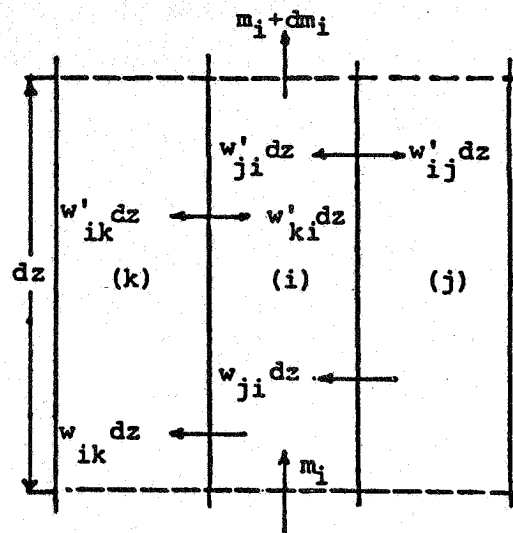 m_i+dm_i
w'_ji dz w'_ij dz
w'_ik dz w'_ki dz
dz (k) (i) (j)
w_ji dz
w_ik dz
m_i